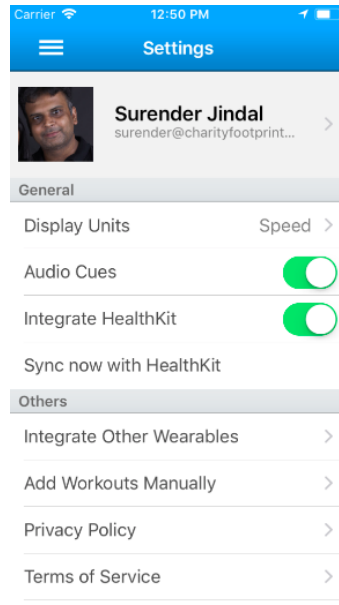 Carrier 12:50 PM
Settings
Surender Jindal
surender@charityfootprint...
General
Display Units Speed
Audio Cues
Integrate HealthKit
Sync now with HealthKit
Others
Integrate Other Wearables
Add Workouts Manually
Privacy Policy
Terms of Service